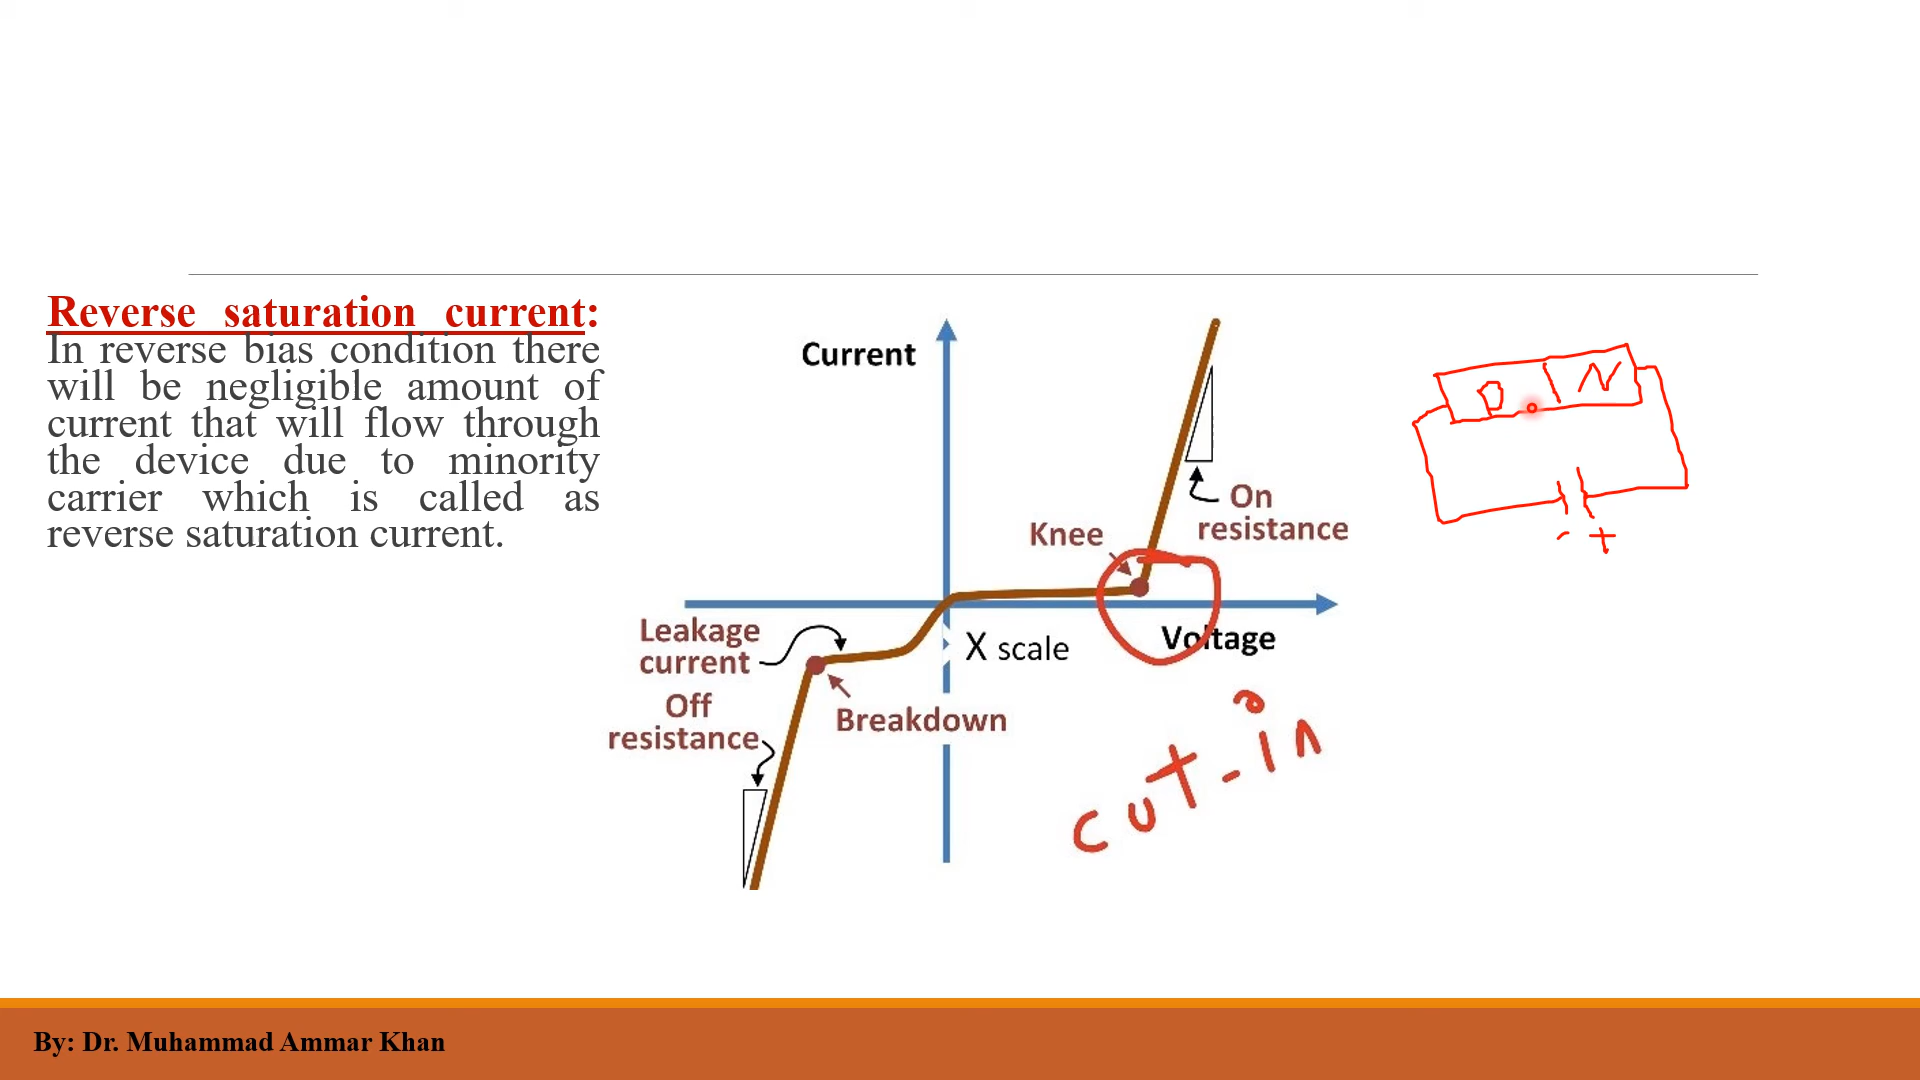 Reverse saturation current:
In reverse bias condition there
will be negligible amount of
current that will flow through
the device due to minority
carrier which is called as
reverse saturation current.
Current
On
resistance
Knee
Voltage
X scale
Leakage
current
Off
resistance
Breakdown
cut-in
P N
- +
By: Dr. Muhammad Ammar Khan